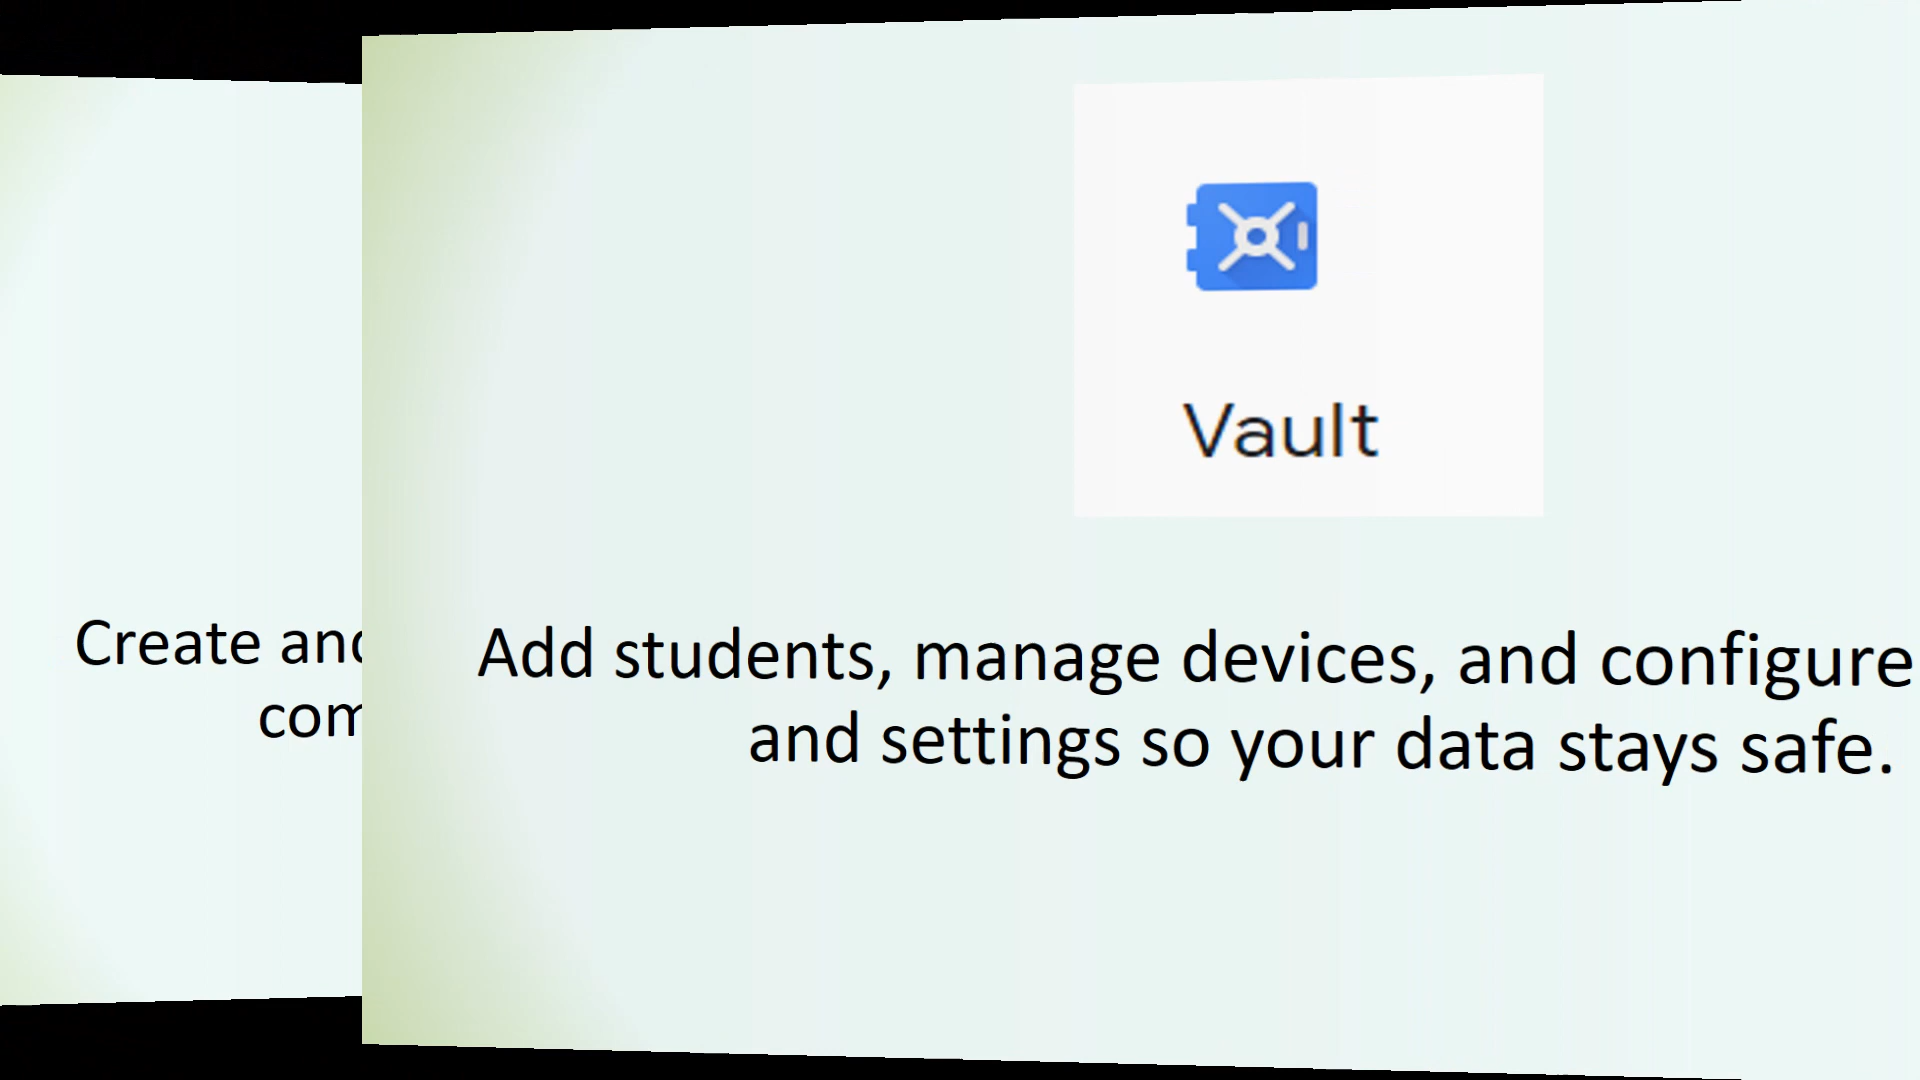 Vault
Create and
com
Add students, manage devices, and configure
and settings so your data stays safe.